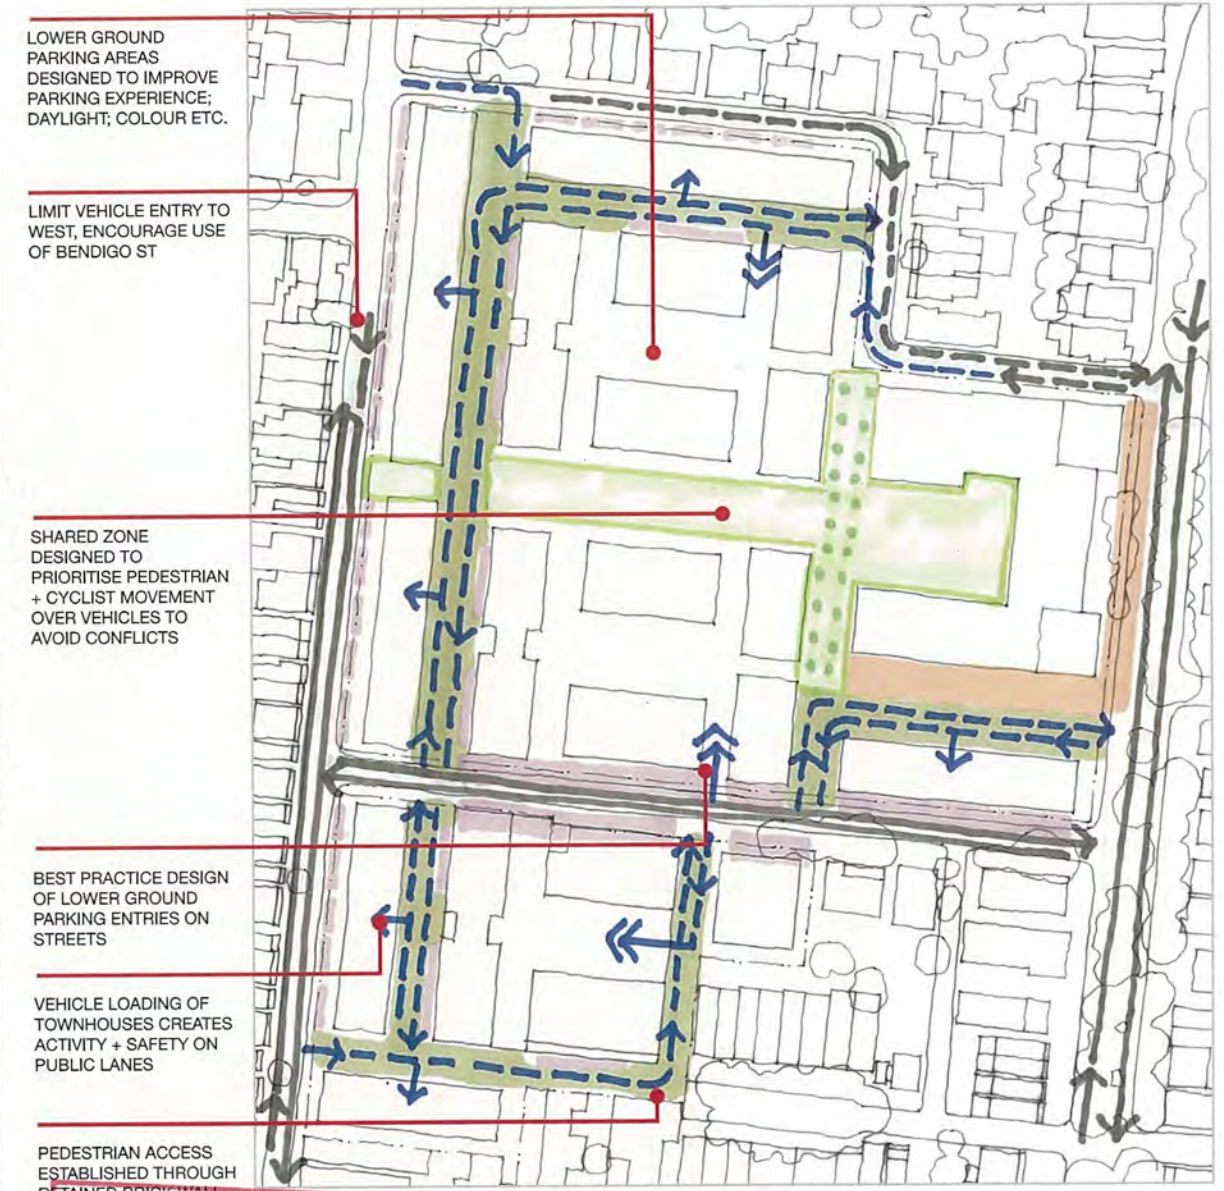 LOWER GROUND
PARKING AREAS
DESIGNED TO IMPROVE
PARKING EXPERIENCE;
DAYLIGHT; COLOUR ETC.
LIMIT VEHICLE ENTRY TO
WEST, ENCOURAGE USE
OF BENDIGO ST
SHARED ZONE
DESIGNED TO
PRIORITISE PEDESTRIAN
+ CYCLIST MOVEMENT
OVER VEHICLES TO
AVOID CONFLICTS
BEST PRACTICE DESIGN
OF LOWER GROUND
PARKING ENTRIES ON
STREETS
VEHICLE LOADING OF
TOWNHOUSES CREATES
ACTIVITY + SAFETY ON
PUBLIC LANES
PEDESTRIAN ACCESS
ESTABLISHED THROUGH
RETAINED BRICK WALL